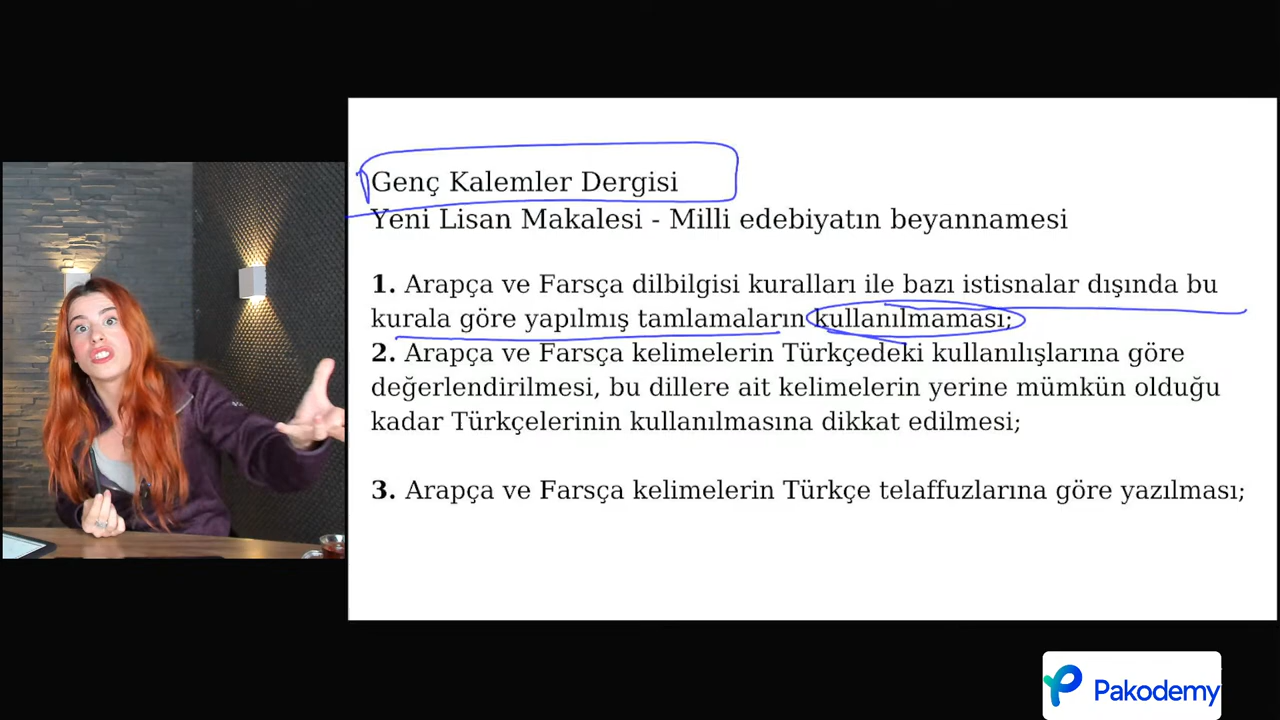 Genç Kalemler Dergisi
Yeni Lisan Makalesi - Milli edebiyatın beyannamesi
1. Arapça ve Farsça dilbilgisi kuralları ile bazı istisnalar dışında bu
kurala göre yapılmış tamlamaların kullanılmaması;
2. Arapça ve Farsça kelimelerin Türkçedeki kullanılışlarına göre
değerlendirilmesi, bu dillere ait kelimelerin yerine mümkün olduğu
kadar Türkçelerinin kullanılmasına dikkat edilmesi;
3. Arapça ve Farsça kelimelerin Türkçe telaffuzlarına göre yazılması;
Pakodemy